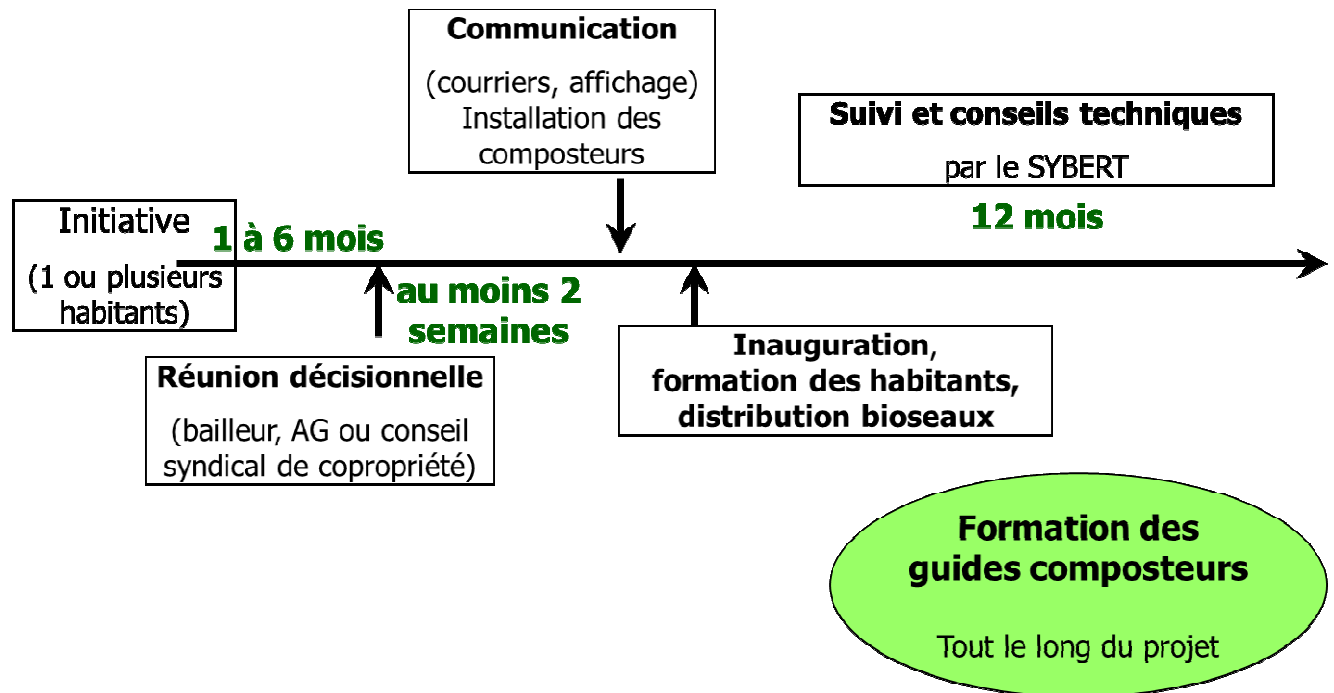 Communication
(courriers, affichage)
Installation des
composteurs
Suivi et conseils techniques
par le SYBERT
12 mois
Initiative
(1 ou plusieurs
habitants)
1 à 6 mois
au moins 2
semaines
Réunion décisionnelle
(bailleur, AG ou conseil
syndical de copropriété)
Inauguration,
formation des habitants,
distribution bioseaux
Formation des
guides composteurs
Tout le long du projet